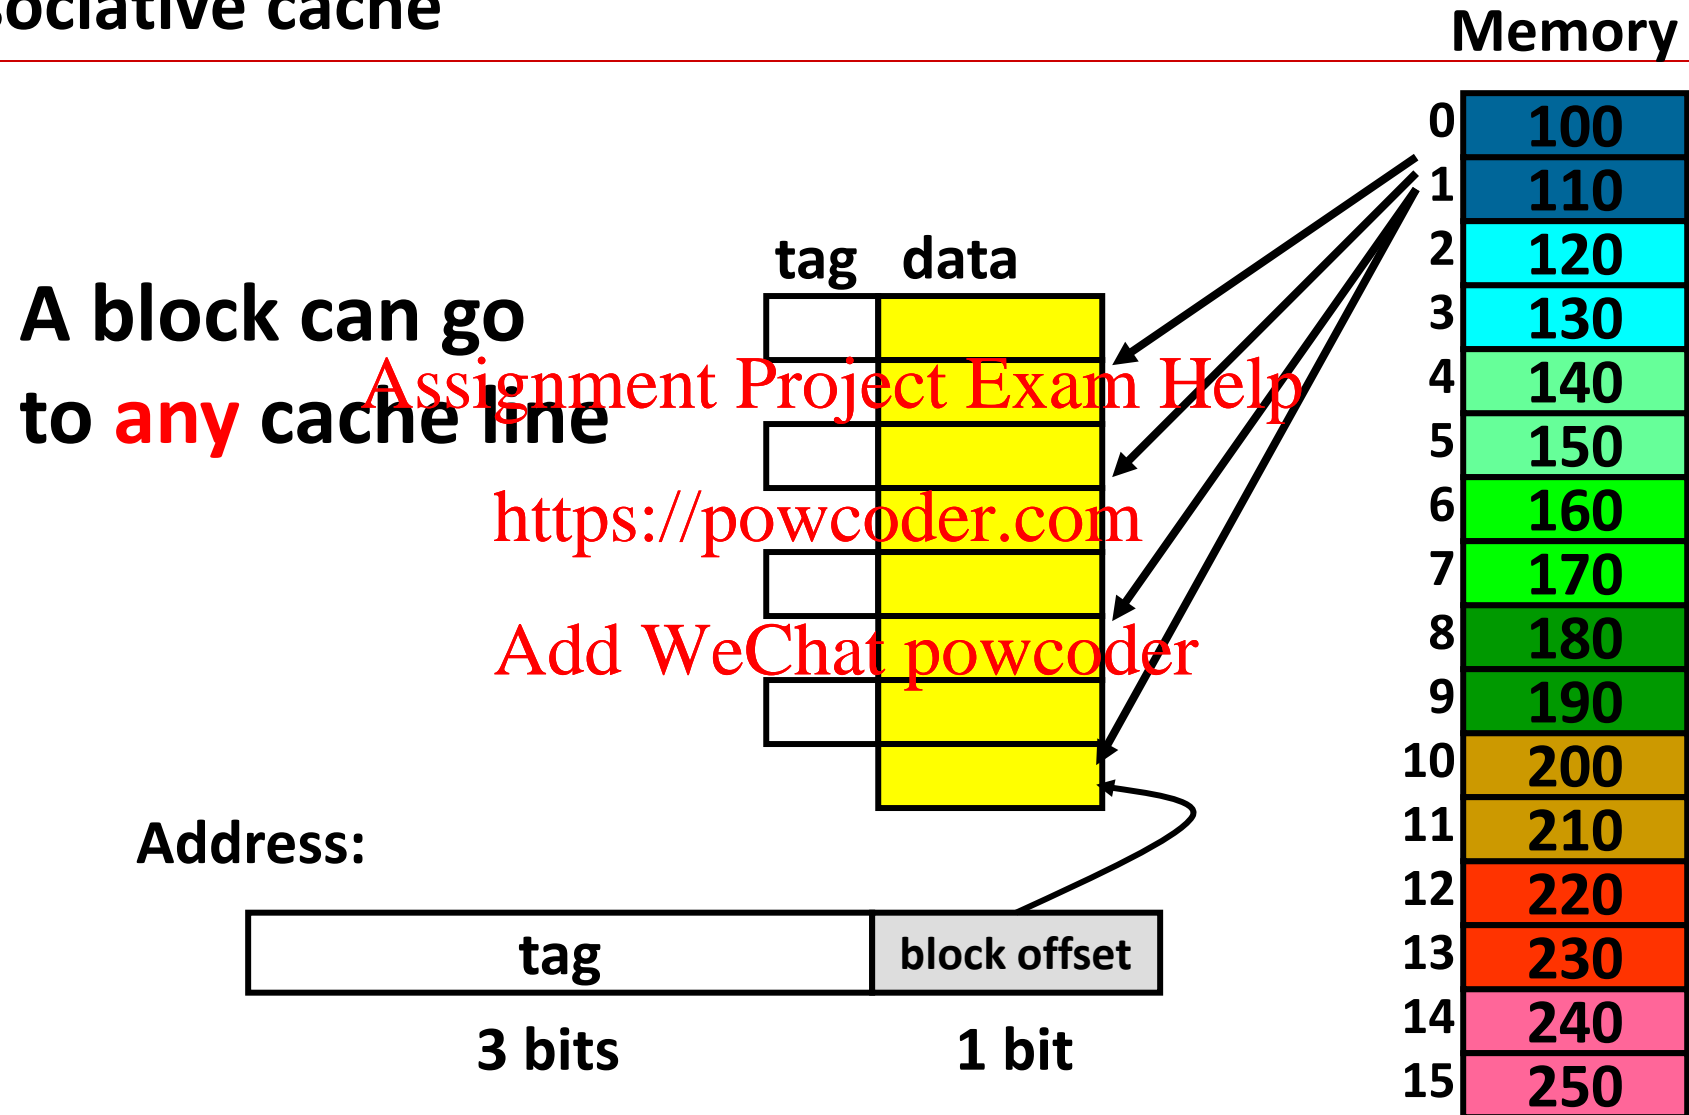 sociative cache
Memory
tag data
A block can go
to any cache line
Assignment Project Exam Help
https://powcoder.com
Add WeChat powcoder
Address:
tag block offset
3 bits 1 bit
0 100
1 110
2 120
3 130
4 140
5 150
6 160
7 170
8 180
9 190
10 200
11 210
12 220
13 230
14 240
15 250